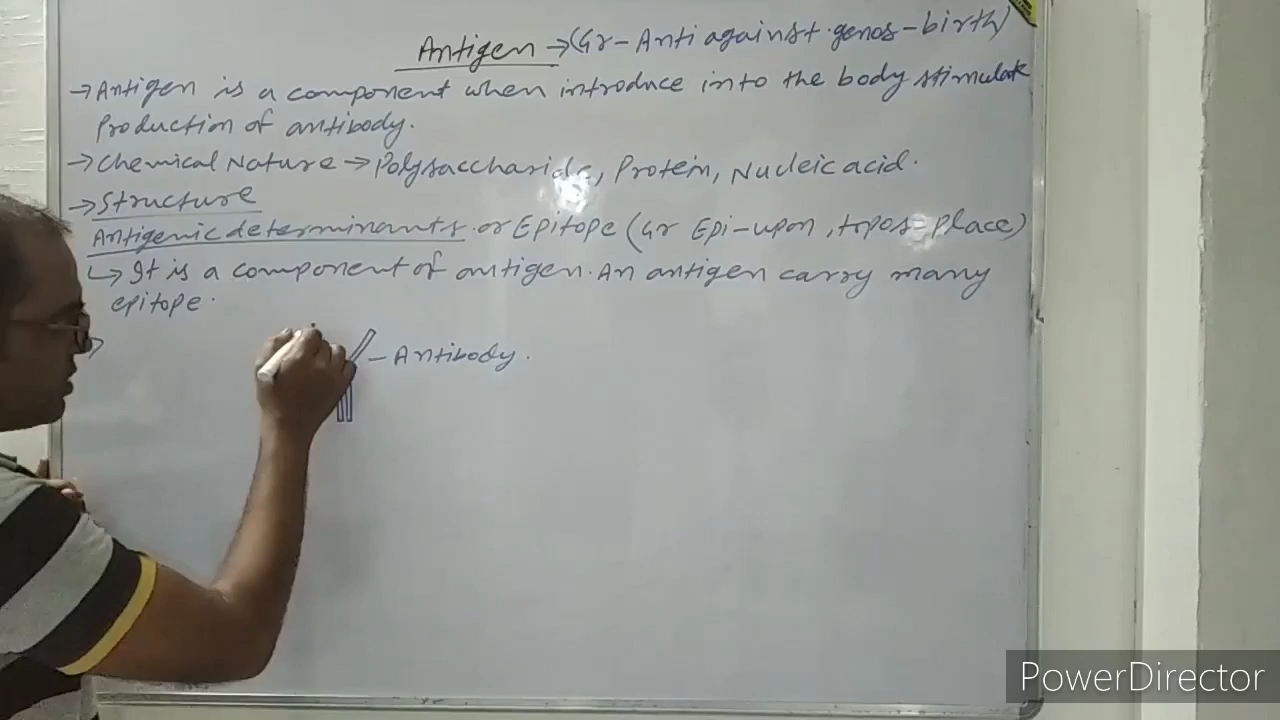 Antigen → (Gr - Anti against. genos - birth)
→ Antigen is a component when introduce into the body stimulate
production of antibody.
→ Chemical Nature → Polysaccharide, Protein, Nucleic acid.
→ Structure
Antigenic determinants or Epitope (Gr Epi - upon, topos = place)
↳ It is a component of antigen. An antigen carry many
epitope.
→
- Antibody.
PowerDirector